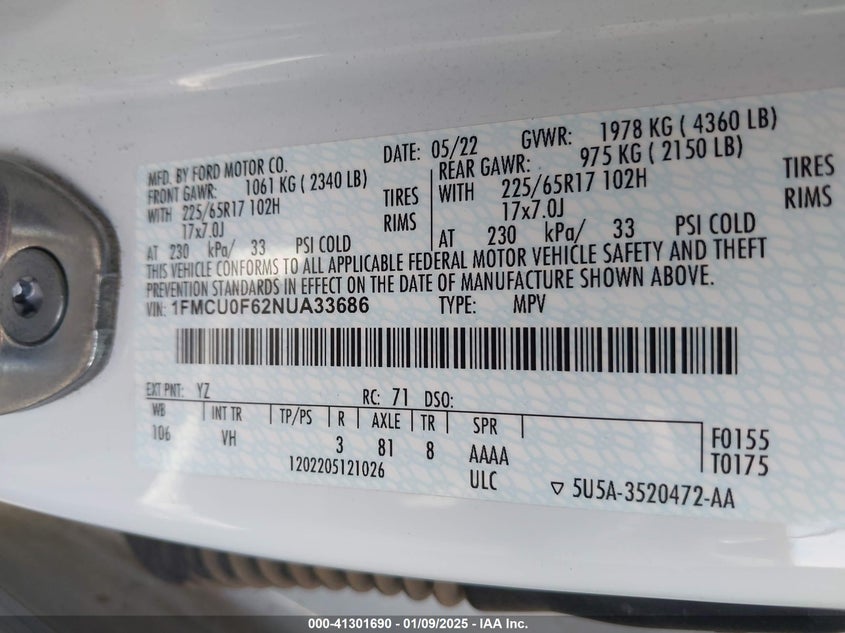 MFD. BY FORD MOTOR CO.
DATE: 05/22 GVWR: 1978 KG ( 4360 LB)
FRONT GAWR: 1061 KG ( 2340 LB)
REAR GAWR: 975 KG ( 2150 LB)
WITH 225/65R17 102H TIRES
WITH 225/65R17 102H TIRES
17x7.0J RIMS
17x7.0J RIMS
AT 230 kPa/ 33 PSI COLD
AT 230 kPa/ 33 PSI COLD
THIS VEHICLE CONFORMS TO ALL APPLICABLE FEDERAL MOTOR VEHICLE SAFETY AND THEFT
PREVENTION STANDARDS IN EFFECT ON THE DATE OF MANUFACTURE SHOWN ABOVE.
VIN: 1FMCU0F62NUA33686 TYPE: MPV
EXT PNT: YZ RC: 71 DSO:
WB INT TR TP/PS R AXLE TR SPR
106 VH 3 81 8 AAAA
F0155
T0175
1202205121026 ULC
5U5A-3520472-AA
000-41301690 - 01/09/2025 - IAA Inc.